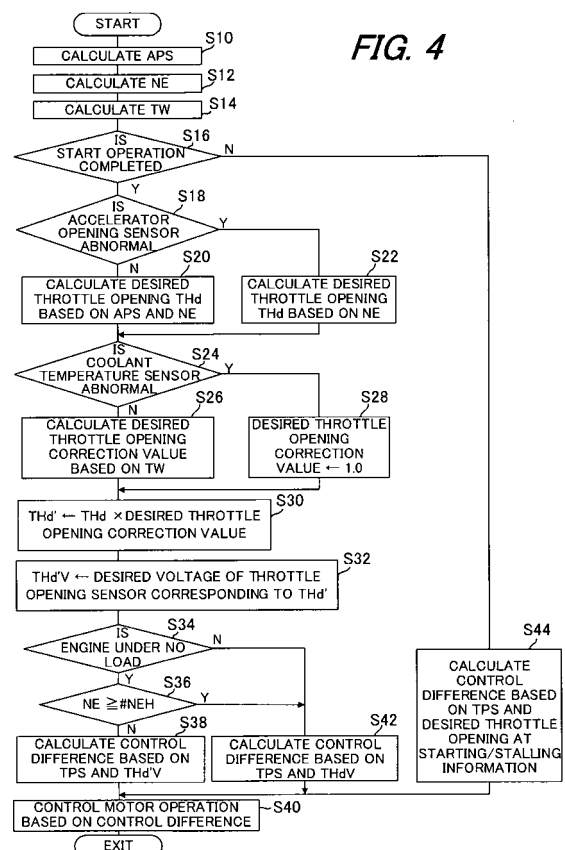 START
FIG. 4
S10
CALCULATE APS
S12
CALCULATE NE
S14
CALCULATE TW
S16
IS
START OPERATION
COMPLETED
N
Y
S18
IS
ACCELERATOR
OPENING SENSOR
ABNORMAL
Y
N
S20
CALCULATE DESIRED
THROTTLE OPENING THd
BASED ON APS AND NE
S22
CALCULATE DESIRED
THROTTLE OPENING
THd BASED ON NE
S24
IS
COOLANT
TEMPERATURE SENSOR
ABNORMAL
Y
N
S26
CALCULATE DESIRED
THROTTLE OPENING
CORRECTION VALUE
BASED ON TW
S28
DESIRED THROTTLE
OPENING
CORRECTION
VALUE ← 1.0
S30
THd' ← THd ×DESIRED THROTTLE
OPENING CORRECTION VALUE
S32
THd'V ← DESIRED VOLTAGE OF THROTTLE
OPENING SENSOR CORRESPONDING TO THd'
S34
IS
ENGINE UNDER NO
LOAD
N
Y
S36
NE ≧#NEH
Y
N
S38
CALCULATE CONTROL
DIFFERENCE BASED ON
TPS AND THd'V
S42
CALCULATE CONTROL
DIFFERENCE BASED ON
TPS AND THdV
S44
CALCULATE
CONTROL
DIFFERENCE BASED
ON TPS AND
DESIRED THROTTLE
OPENING AT
STARTING/STALLING
INFORMATION
S40
CONTROL MOTOR OPERATION
BASED ON CONTROL DIFFERENCE
EXIT